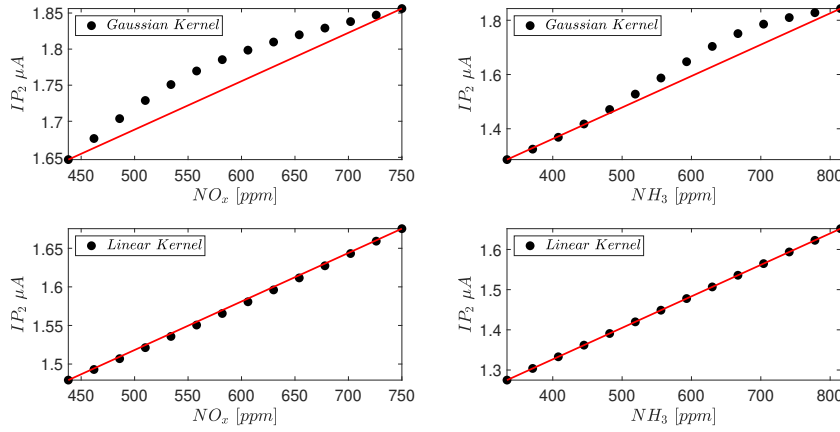 1.85
1.8
1.75
1.7
1.65
IP₂ μA
Gaussian Kernel
450 500 550 600 650 700 750
NOₓ [ppm]
1.8
1.6
1.4
IP₂ μA
Gaussian Kernel
400 500 600 700 800
NH₃ [ppm]
1.65
1.6
1.55
1.5
IP₂ μA
Linear Kernel
450 500 550 600 650 700 750
NOₓ [ppm]
1.6
1.5
1.4
1.3
IP₂ μA
Linear Kernel
400 500 600 700 800
NH₃ [ppm]